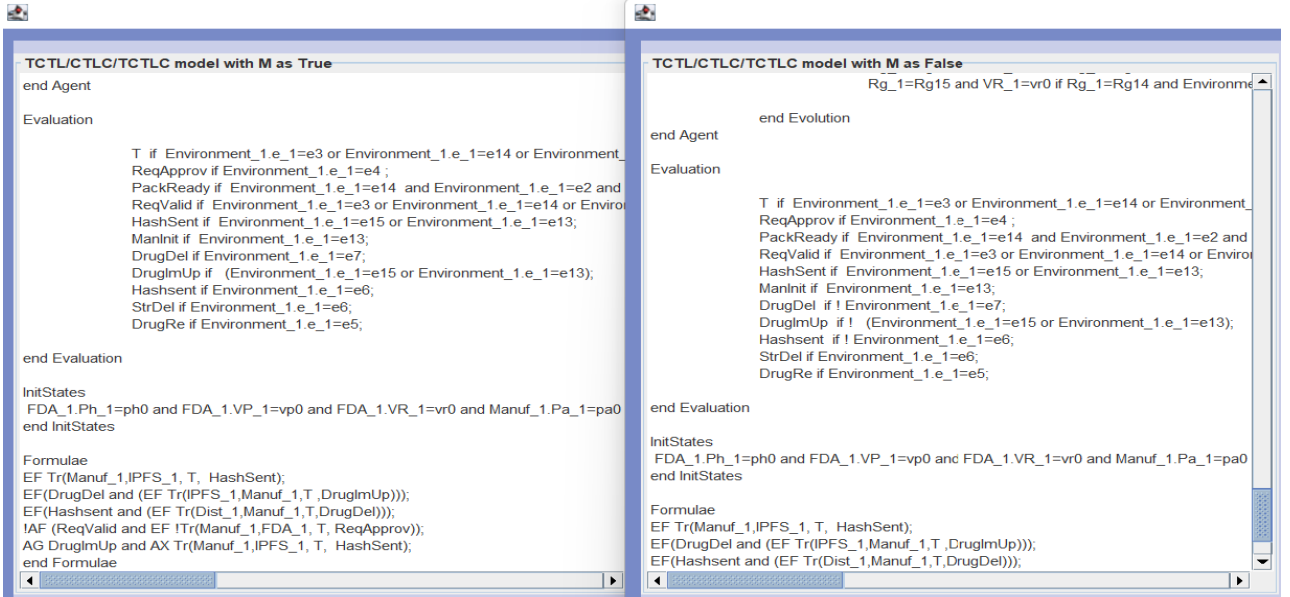 TCTL/CTLC/TCTLC model with M as True
end Agent
Evaluation
T if Environment_1.e_1=e3 or Environment_1.e_1=e14 or Environment_
ReqApprov if Environment_1.e_1=e4 ;
PackReady if Environment_1.e_1=e14 and Environment_1.e_1=e2 and
ReqValid if Environment_1.e_1=e3 or Environment_1.e_1=e14 or Enviro
HashSent if Environment_1.e_1=e15 or Environment_1.e_1=e13;
ManInit if Environment_1.e_1=e13;
DrugDel if Environment_1.e_1=e7;
DrugImUp if (Environment_1.e_1=e15 or Environment_1.e_1=e13);
Hashsent if Environment_1.e_1=e6;
StrDel if Environment_1.e_1=e6;
DrugRe if Environment_1.e_1=e5;
end Evaluation
InitStates
FDA_1.Ph_1=ph0 and FDA_1.VP_1=vp0 and FDA_1.VR_1=vr0 and Manuf_1.Pa_1=pa0
end InitStates
Formulae
EF Tr(Manuf_1,IPFS_1, T, HashSent);
EF(DrugDel and (EF Tr(IPFS_1,Manuf_1,T ,DrugImUp)));
EF(Hashsent and (EF Tr(Dist_1,Manuf_1,T,DrugDel)));
!AF (ReqValid and EF !Tr(Manuf_1,FDA_1, T, ReqApprov));
AG DrugImUp and AX Tr(Manuf_1,IPFS_1, T, HashSent);
end Formulae
TCTL/CTLC/TCTLC model with M as False
Rg_1=Rg15 and VR_1=vr0 if Rg_1=Rg14 and Environme
end Evolution
end Agent
Evaluation
T if Environment_1.e_1=e3 or Environment_1.e_1=e14 or Environment_
ReqApprov if Environment_1.e_1=e4 ;
PackReady if Environment_1.e_1=e14 and Environment_1.e_1=e2 and
ReqValid if Environment_1.e_1=e3 or Environment_1.e_1=e14 or Enviro
HashSent if Environment_1.e_1=e15 or Environment_1.e_1=e13;
ManInit if Environment_1.e_1=e13;
DrugDel if ! Environment_1.e_1=e7;
DrugImUp if ! (Environment_1.e_1=e15 or Environment_1.e_1=e13);
Hashsent if ! Environment_1.e_1=e6;
StrDel if Environment_1.e_1=e6;
DrugRe if Environment_1.e_1=e5;
end Evaluation
InitStates
FDA_1.Ph_1=ph0 and FDA_1.VP_1=vp0 and FDA_1.VR_1=vr0 and Manuf_1.Pa_1=pa0
end InitStates
Formulae
EF Tr(Manuf_1,IPFS_1, T, HashSent);
EF(DrugDel and (EF Tr(IPFS_1,Manuf_1,T ,DrugImUp)));
EF(Hashsent and (EF Tr(Dist_1,Manuf_1,T,DrugDel)));